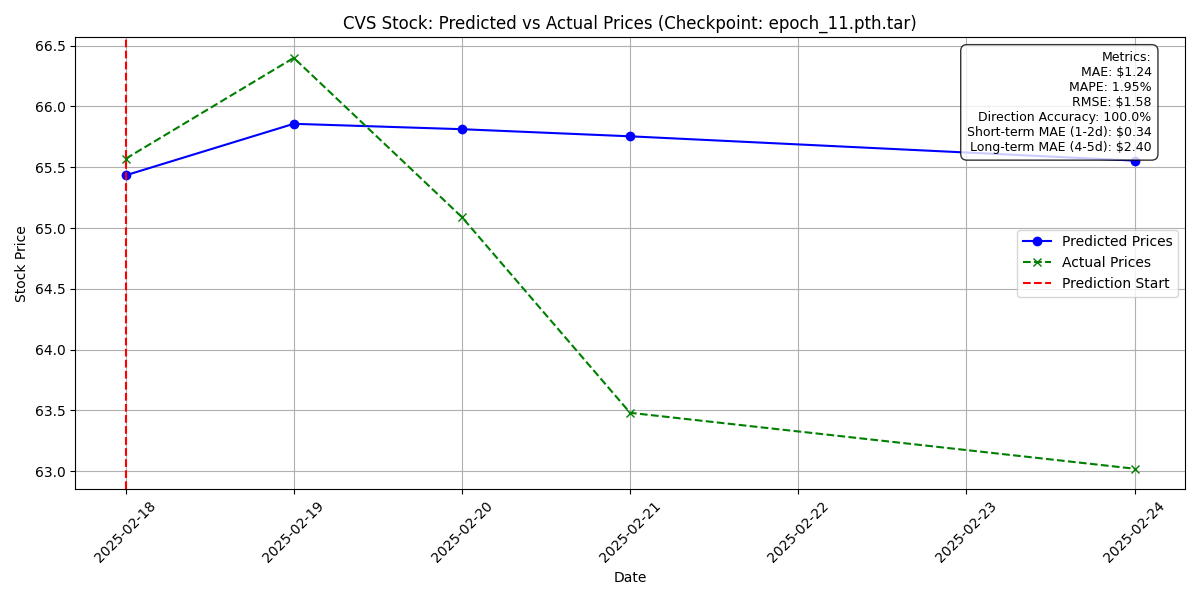 CVS Stock: Predicted vs Actual Prices (Checkpoint: epoch_11.pth.tar)
Metrics:
MAE: $1.24
MAPE: 1.95%
RMSE: $1.58
Direction Accuracy: 100.0%
Short-term MAE (1-2d): $0.34
Long-term MAE (4-5d): $2.40
Predicted Prices
Actual Prices
Prediction Start
Stock Price
66.5
66.0
65.5
65.0
64.5
64.0
63.5
63.0
2025-02-18
2025-02-19
2025-02-20
2025-02-21
2025-02-22
2025-02-23
2025-02-24
Date